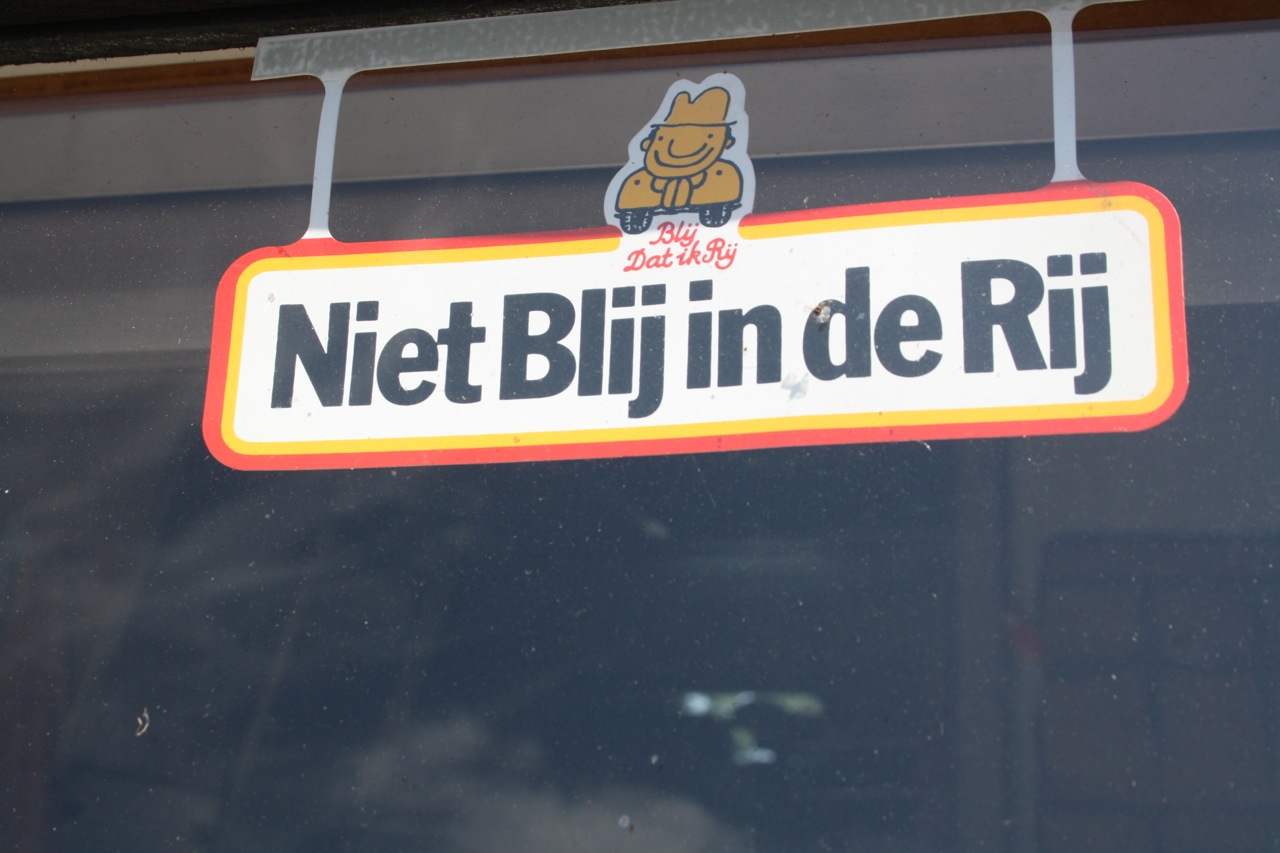 Blij
Dat ik Rij
Niet Blij in de Rij